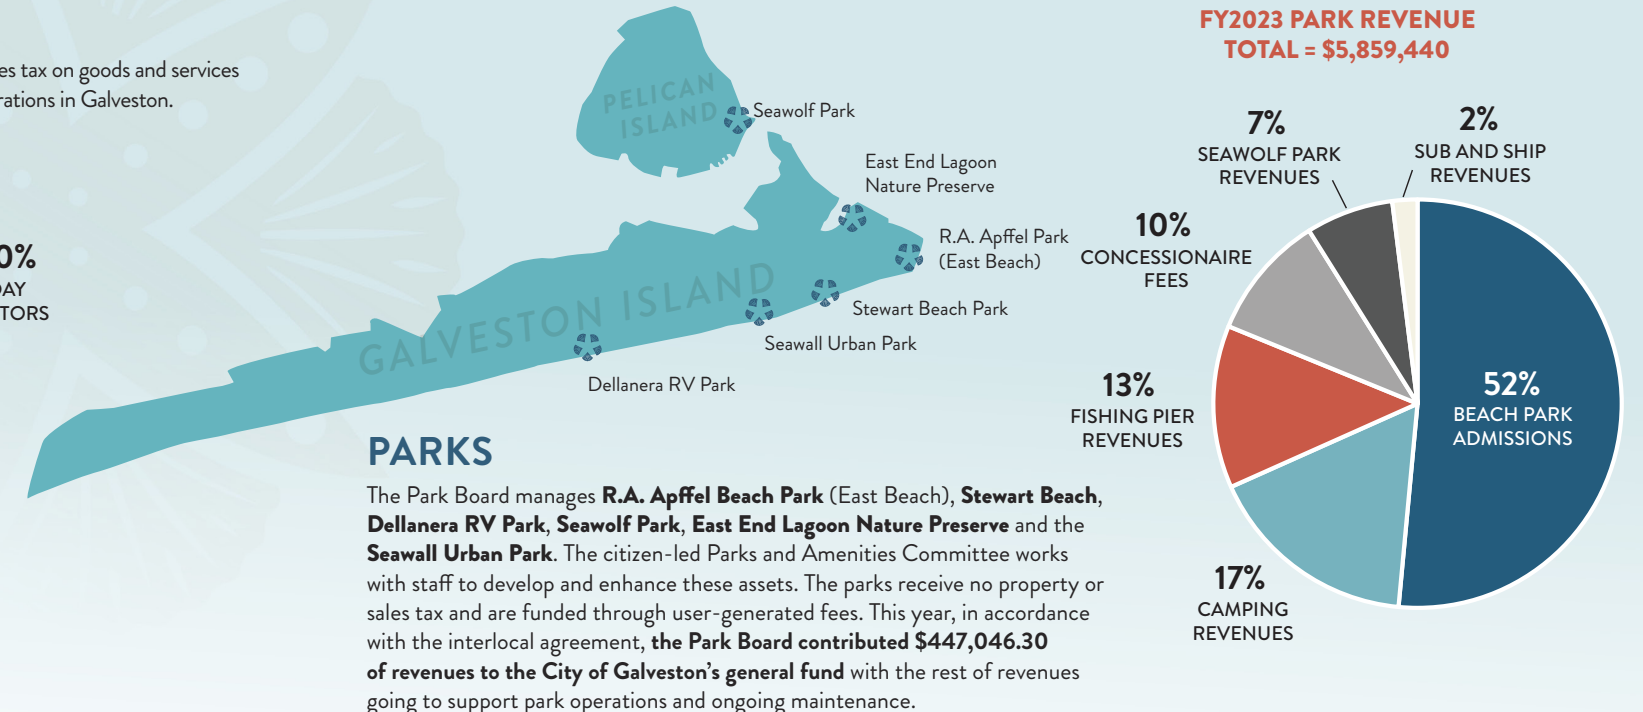 es tax on goods and services
rations in Galveston.
0%
AY
TORS
PELICAN
ISLAND
Seawolf Park
East End Lagoon
Nature Preserve
R.A. Apffel Park
(East Beach)
Stewart Beach Park
Seawall Urban Park
Dellanera RV Park
GALVESTON ISLAND
PARKS
The Park Board manages R.A. Apffel Beach Park (East Beach), Stewart Beach,
Dellanera RV Park, Seawolf Park, East End Lagoon Nature Preserve and the
Seawall Urban Park. The citizen-led Parks and Amenities Committee works
with staff to develop and enhance these assets. The parks receive no property or
sales tax and are funded through user-generated fees. This year, in accordance
with the interlocal agreement, the Park Board contributed $447,046.30
of revenues to the City of Galveston’s general fund with the rest of revenues
going to support park operations and ongoing maintenance.
FY2023 PARK REVENUE
TOTAL = $5,859,440
7%
SEAWOLF PARK
REVENUES
2%
SUB AND SHIP
REVENUES
10%
CONCESSIONAIRE
FEES
13%
FISHING PIER
REVENUES
52%
BEACH PARK
ADMISSIONS
17%
CAMPING
REVENUES